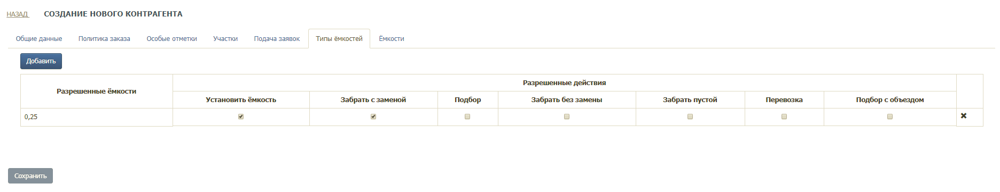 НАЗАД СОЗДАНИЕ НОВОГО КОНТРАГЕНТА
Общие данные Политика заказа Особые отметки Участки Подача заявок Типы ёмкостей Ёмкости
Добавить
Разрешенные ёмкости Разрешенные действия
Установить ёмкость Забрать с заменой Подбор Забрать без замены Забрать пустой Перевозка Подбор с объездом
0,25
Сохранить